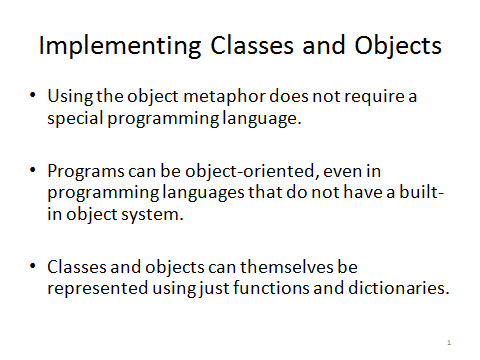 Implementing Classes and Objects
• Using the object metaphor does not require a
special programming language.
• Programs can be object-oriented, even in
programming languages that do not have a built-
in object system.
• Classes and objects can themselves be
represented using just functions and dictionaries.
1